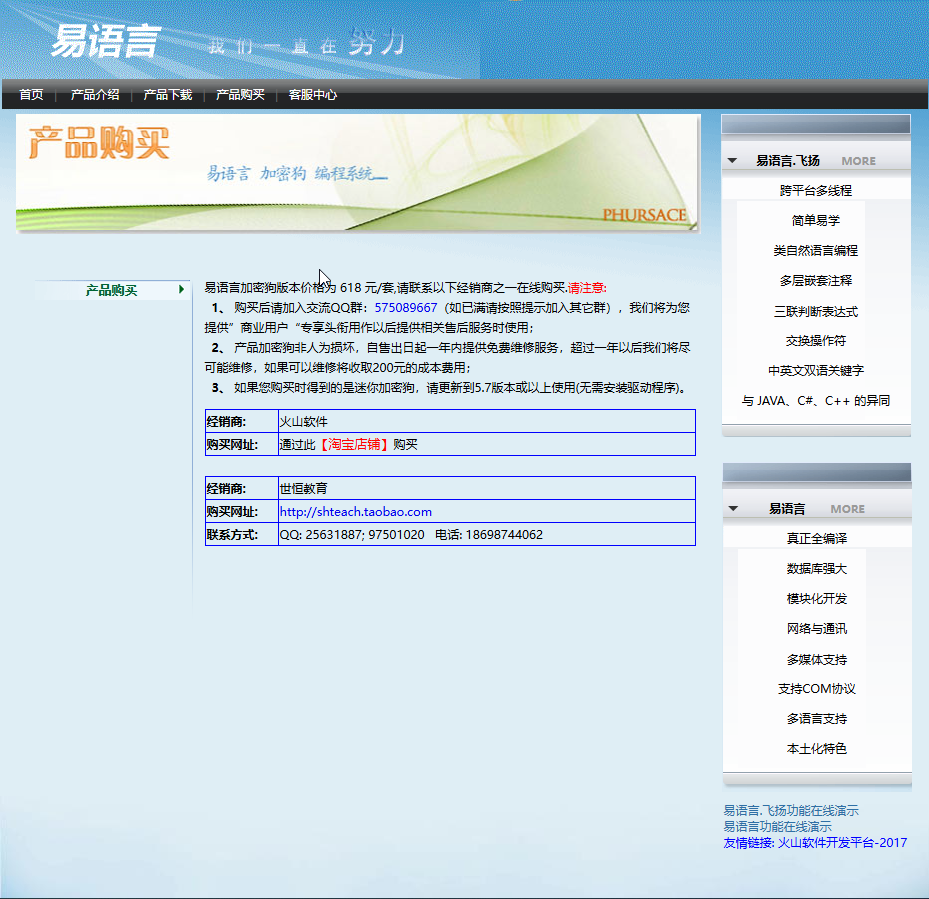 易语言
我们一直在努力
首页 | 产品介绍 | 产品下载 | 产品购买 | 客服中心
产品购买
易语言 加密狗 编程系统
PHURSACE
产品购买
易语言加密狗版本价格为 618 元/套,请联系以下经销商之一在线购买.请注意:
1、 购买后请加入交流QQ群：575089667（如已满请按照提示加入其它群），我们将为您
提供”商业用户“专享头衔用作以后提供相关售后服务时使用；
2、 产品加密狗非人为损坏，自售出日起一年内提供免费维修服务，超过一年以后我们将尽
可能维修，如果可以维修将收取200元的成本费用；
3、 如果您购买时得到的是迷你加密狗，请更新到5.7版本或以上使用(无需安装驱动程序)。
经销商: 火山软件
购买网址: 通过此【淘宝店铺】购买
经销商: 世恒教育
购买网址: http://shteach.taobao.com
联系方式: QQ: 25631887; 97501020 电话: 18698744062
易语言.飞扬 MORE
跨平台多线程
简单易学
类自然语言编程
多层嵌套注释
三联判断表达式
交换操作符
中英文双语关键字
与 JAVA、C#、C++ 的异同
易语言 MORE
真正全编译
数据库强大
模块化开发
网络与通讯
多媒体支持
支持COM协议
多语言支持
本土化特色
易语言.飞扬功能在线演示
易语言功能在线演示
友情链接: 火山软件开发平台-2017